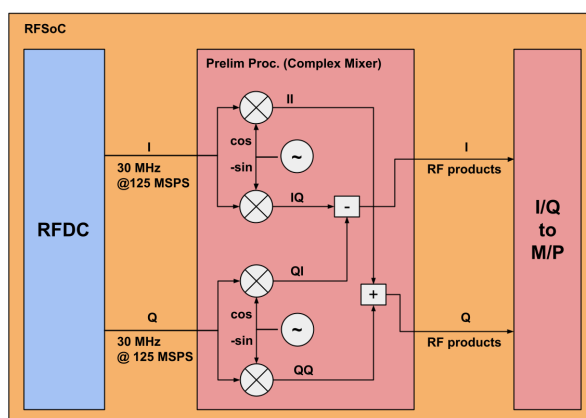 RFSoC
Prelim Proc. (Complex Mixer)
II
I
cos
~
I
30 MHz
@125 MSPS
-sin
RF products
IQ
-
RFDC
I/Q
to
M/P
QI
+
Q
cos
~
Q
30 MHz
@ 125 MSPS
-sin
RF products
QQ